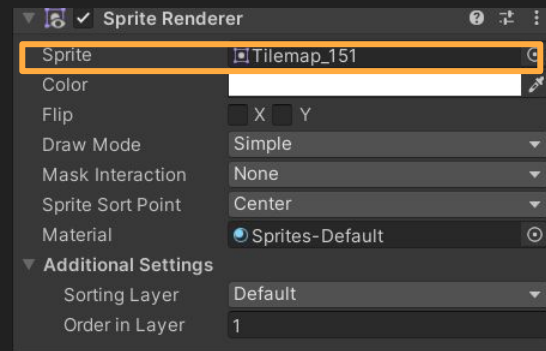 Sprite Renderer
Sprite Tilemap_151
Color
Flip X Y
Draw Mode Simple
Mask Interaction None
Sprite Sort Point Center
Material Sprites-Default
Additional Settings
Sorting Layer Default
Order in Layer 1